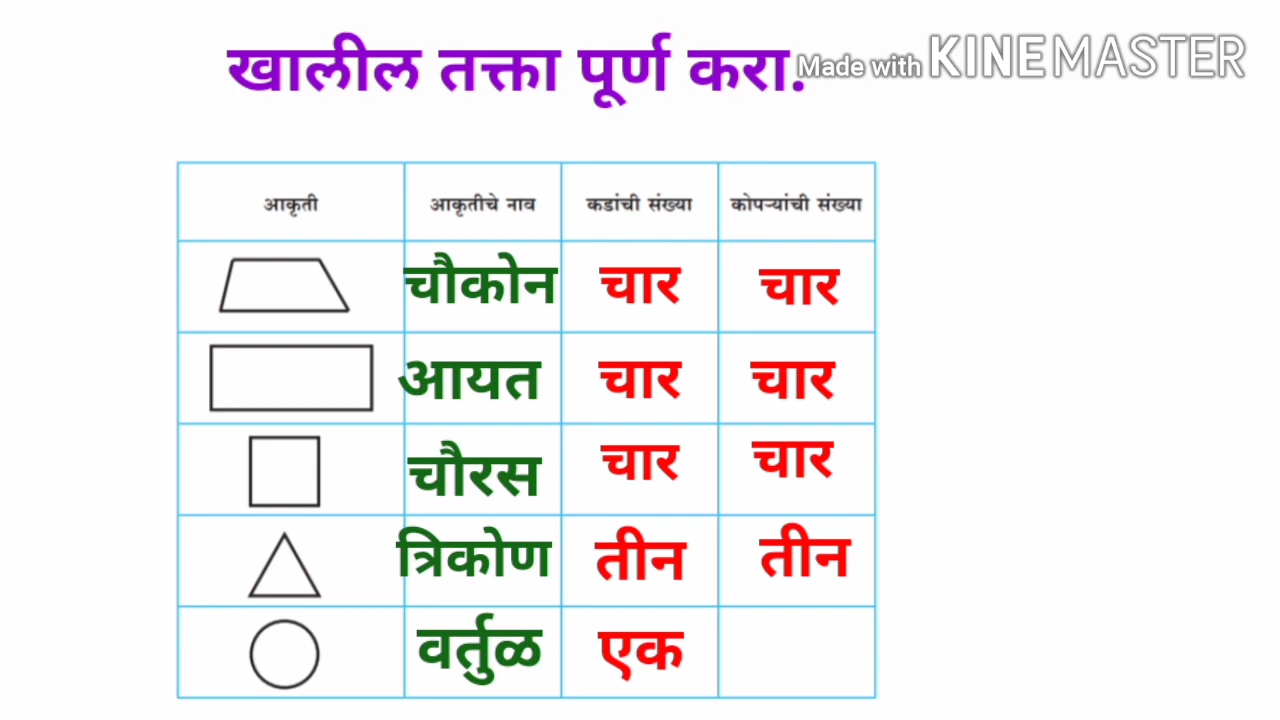 खालील तक्ता पूर्ण करा.
Made with KINEMASTER
आकृती आकृतीचे नाव कडांची संख्या कोपऱ्यांची संख्या
चौकोन चार चार
आयत चार चार
चौरस चार चार
त्रिकोण तीन तीन
वर्तुळ एक